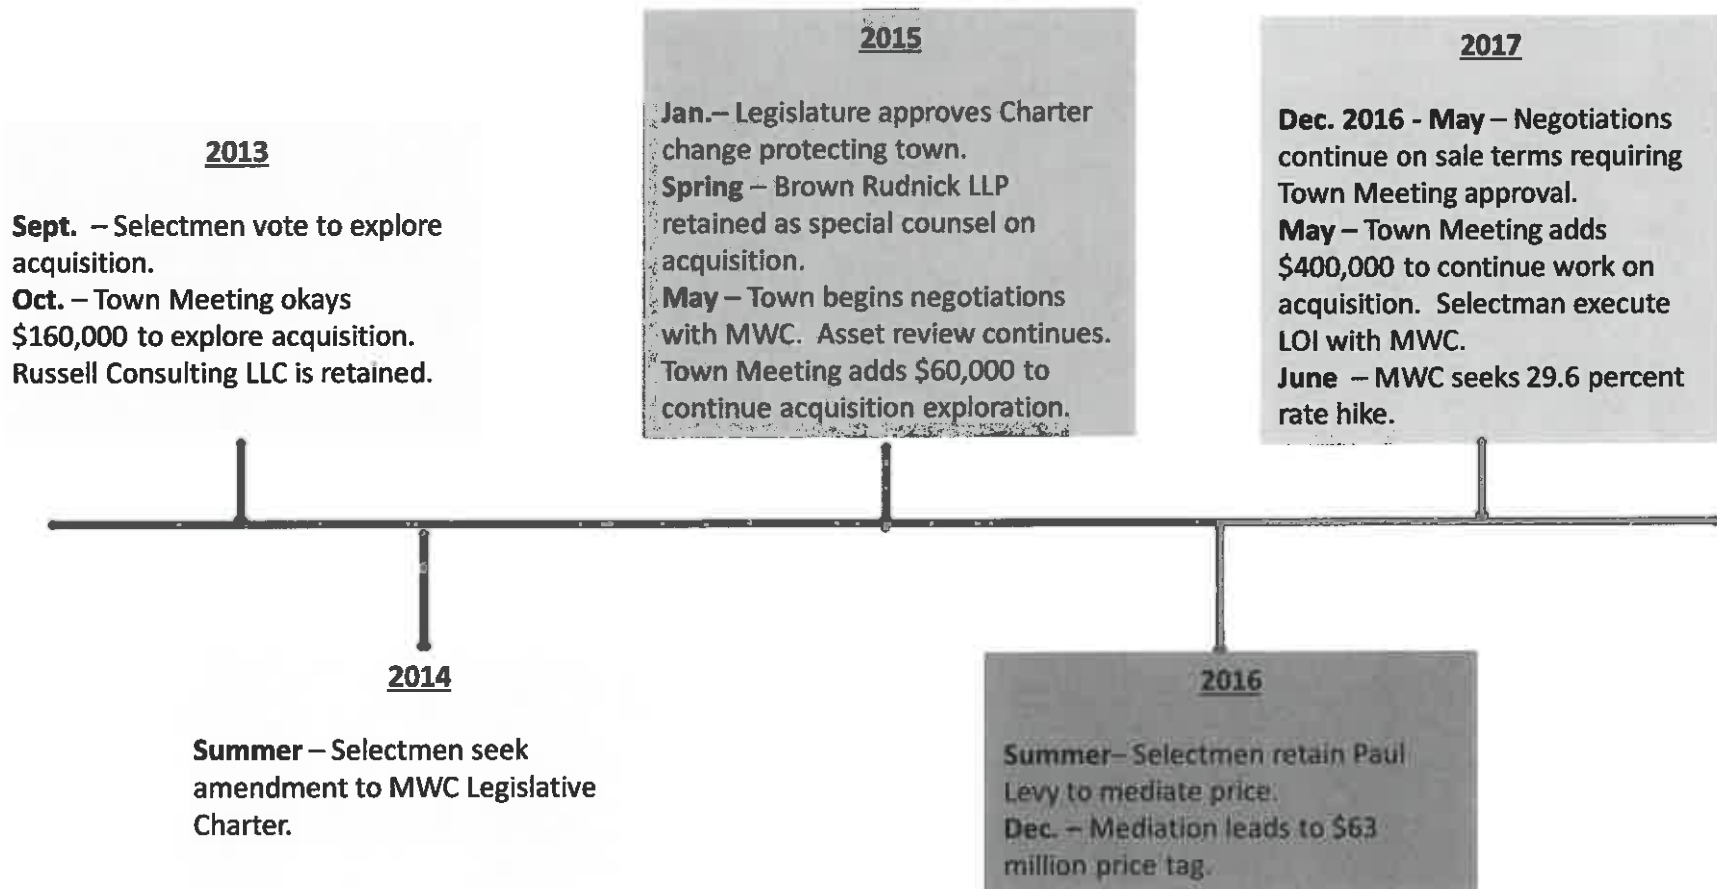 2013
Sept. – Selectmen vote to explore
acquisition.
Oct. – Town Meeting okays
$160,000 to explore acquisition.
Russell Consulting LLC is retained.
2014
Summer – Selectmen seek
amendment to MWC Legislative
Charter.
2015
Jan.– Legislature approves Charter
change protecting town.
Spring – Brown Rudnick LLP
retained as special counsel on
acquisition.
May – Town begins negotiations
with MWC. Asset review continues.
Town Meeting adds $60,000 to
continue acquisition exploration.
2016
Summer– Selectmen retain Paul
Levy to mediate price.
Dec. – Mediation leads to $63
million price tag.
2017
Dec. 2016 - May – Negotiations
continue on sale terms requiring
Town Meeting approval.
May – Town Meeting adds
$400,000 to continue work on
acquisition. Selectman execute
LOI with MWC.
June – MWC seeks 29.6 percent
rate hike.